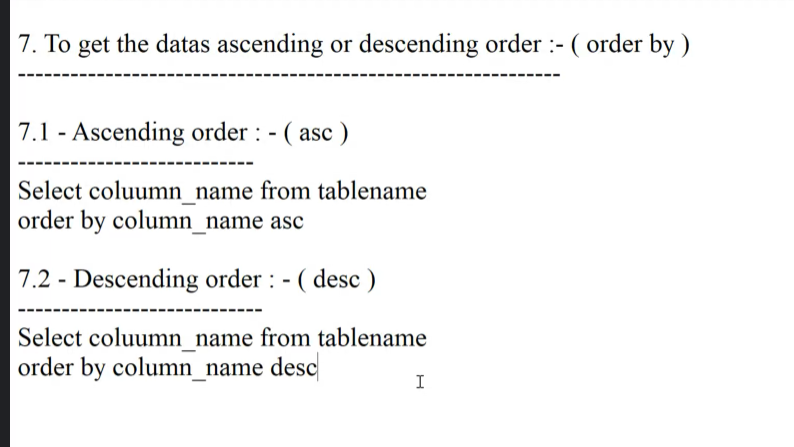 7. To get the datas ascending or descending order :- ( order by )
--------------------------------------------------------------
7.1 - Ascending order : - ( asc )
---------------------------
Select coluumn_name from tablename
order by column_name asc
7.2 - Descending order : - ( desc )
----------------------------
Select coluumn_name from tablename
order by column_name desc